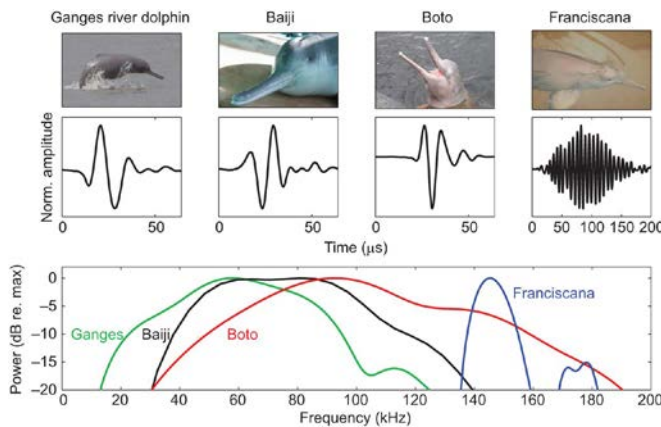 Ganges river dolphin Baiji Boto Franciscana
Norm. amplitude
0 50 0 50 0 50 0 50 100 150 200
Time (μs)
Power (dB re. max)
0
−5
−10
−15
−20
Ganges Baiji Boto Franciscana
0 20 40 60 80 100 120 140 160 180 200
Frequency (kHz)